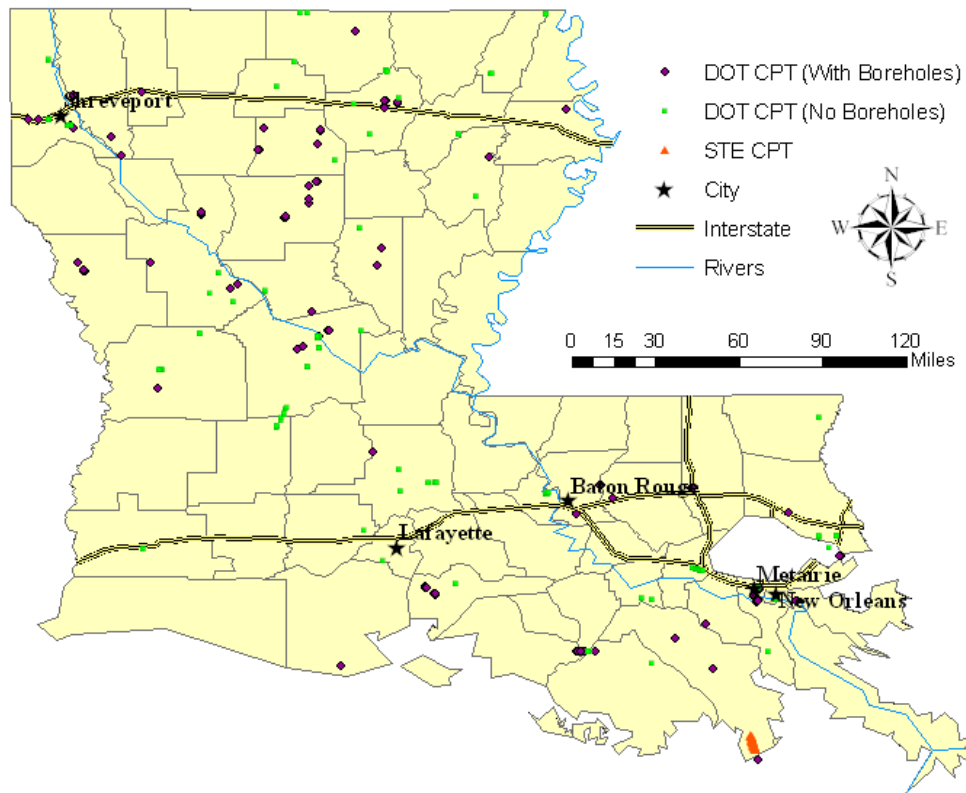 DOT CPT (With Boreholes)
DOT CPT (No Boreholes)
STE CPT
City
Interstate
Rivers
N
W
E
S
0 15 30 60 90 120
Miles
Shreveport
Baton Rouge
Lafayette
Metairie
New Orleans